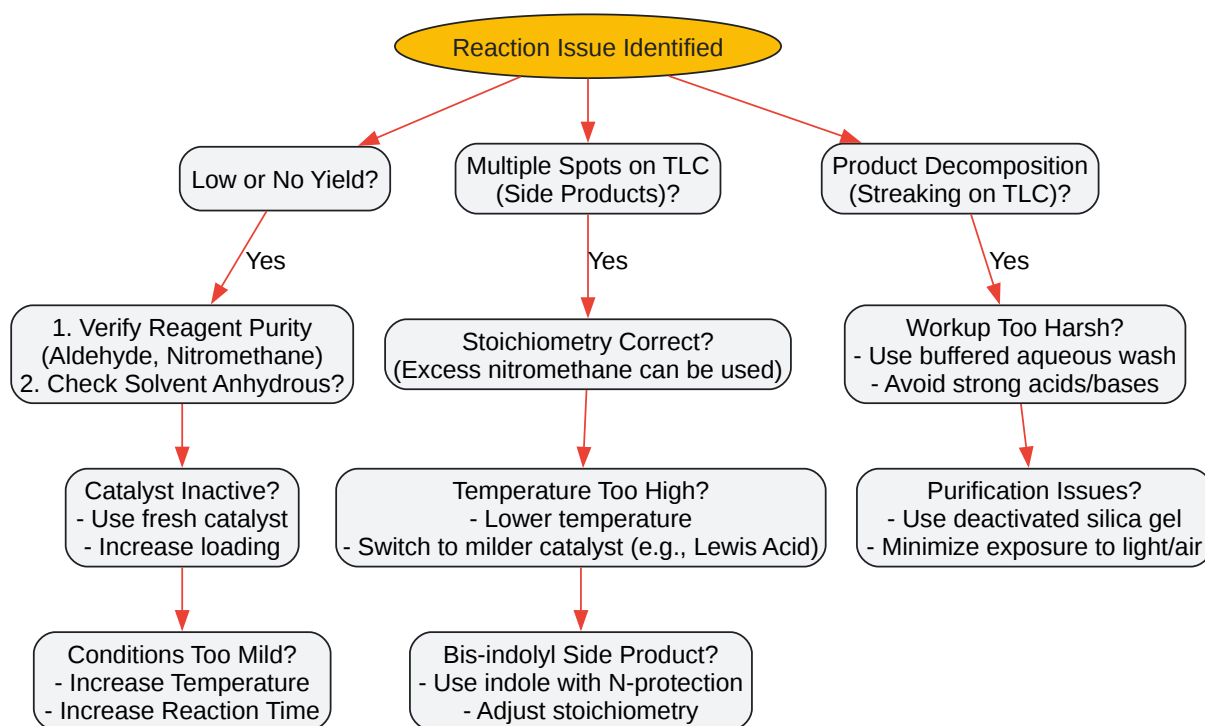 Reaction Issue Identified
Low or No Yield?
Multiple Spots on TLC
(Side Products)?
Product Decomposition
(Streaking on TLC)?
Yes
Yes
Yes
1. Verify Reagent Purity
(Aldehyde, Nitromethane)
2. Check Solvent Anhydrous?
Stoichiometry Correct?
(Excess nitromethane can be used)
Workup Too Harsh?
- Use buffered aqueous wash
- Avoid strong acids/bases
Catalyst Inactive?
- Use fresh catalyst
- Increase loading
Temperature Too High?
- Lower temperature
- Switch to milder catalyst (e.g., Lewis Acid)
Purification Issues?
- Use deactivated silica gel
- Minimize exposure to light/air
Conditions Too Mild?
- Increase Temperature
- Increase Reaction Time
Bis-indolyl Side Product?
- Use indole with N-protection
- Adjust stoichiometry